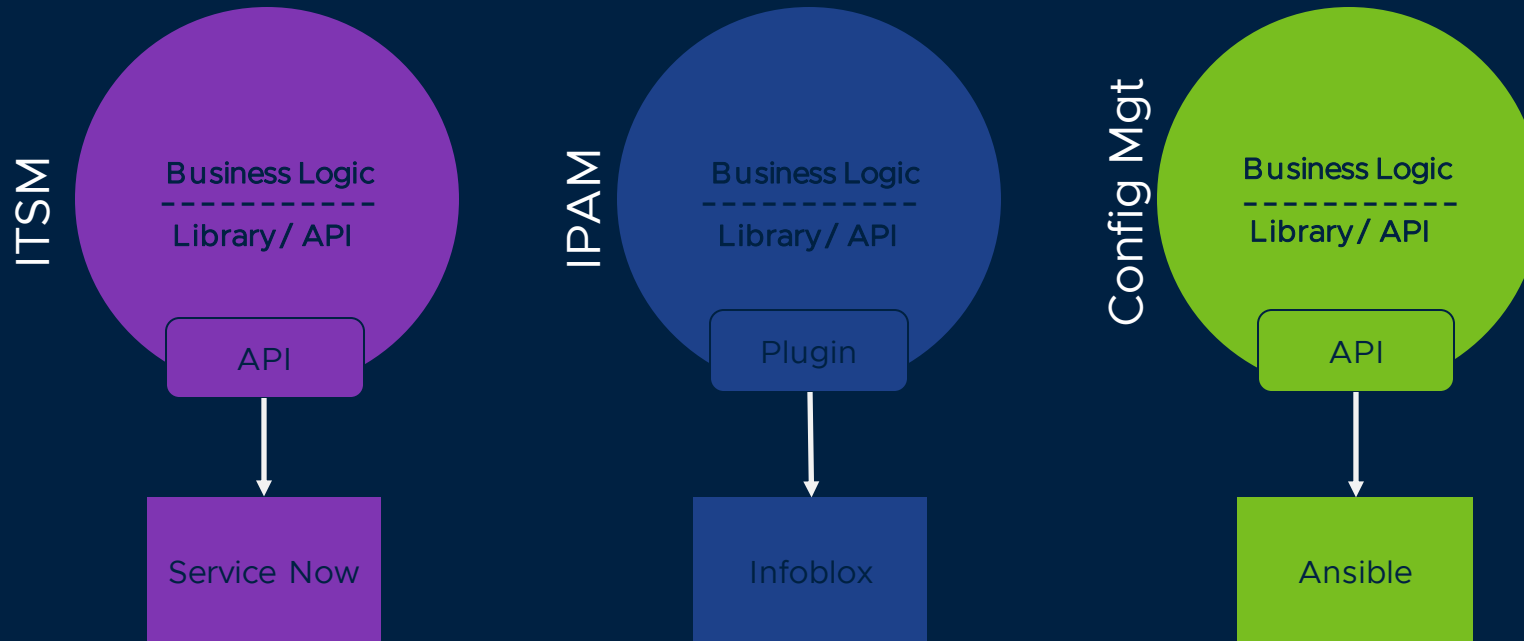 ITSM
Business Logic
Library / API
API
Service Now
IPAM
Business Logic
Library / API
Plugin
Infoblox
Config Mgt
Business Logic
Library / API
API
Ansible